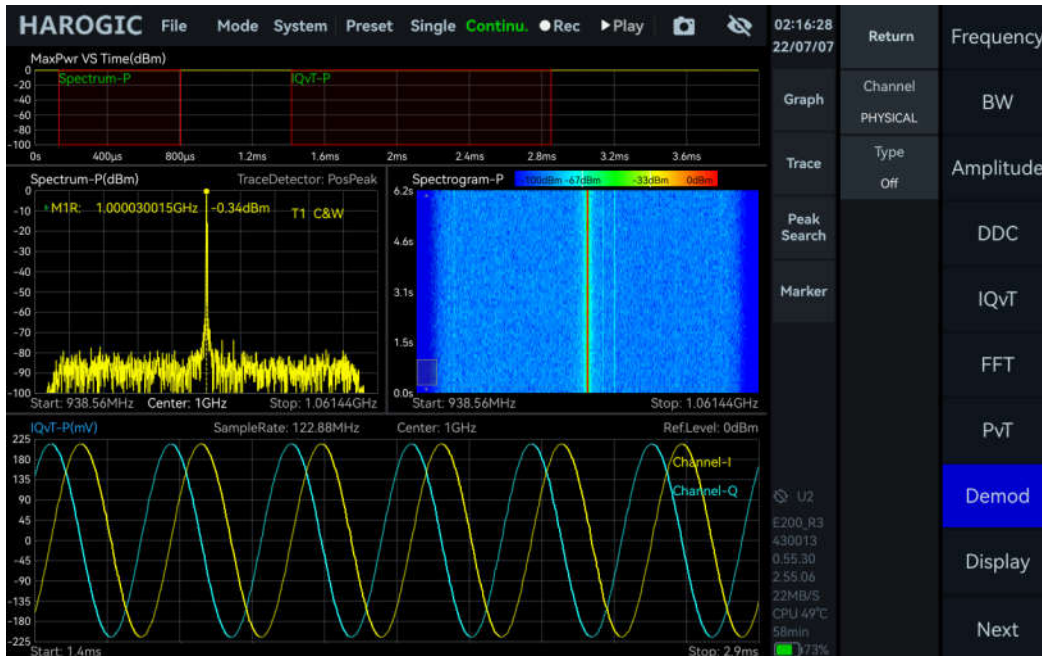 HAROGIC File Mode System Preset Single Continu. Rec Play
02:16:28
22/07/07
Graph
Trace
Peak
Search
Marker
U2
E200_R3
430013
0.55.30
2.55.06
22MB/S
CPU 49℃
58min
73%
Return
Channel
PHYSICAL
Type
Off
Frequency
BW
Amplitude
DDC
IQvT
FFT
PvT
Demod
Display
Next
MaxPwr VS Time(dBm)
0
-20
-40
-60
-80
-100
Spectrum-P IQvT-P
0s 400μs 800μs 1.2ms 1.6ms 2ms 2.4ms 2.8ms 3.2ms 3.6ms
Spectrum-P(dBm) TraceDetector: PosPeak
M1R: 1.000030015GHz -0.34dBm T1 C&W
0
-10
-20
-30
-40
-50
-60
-70
-80
-90
-100
Start: 938.56MHz Center: 1GHz Stop: 1.06144GHz
Spectrogram-P -100dBm -67dBm -33dBm 0dBm
6.2s
4.6s
3.1s
1.5s
0.0s
Start: 938.56MHz Stop: 1.06144GHz
IQvT-P(mV) SampleRate: 122.88MHz Center: 1GHz Ref.Level: 0dBm
225
180
135
90
45
0
-45
-90
-135
-180
-225
Channel-I
Channel-Q
Start: 1.4ms Stop: 2.9ms